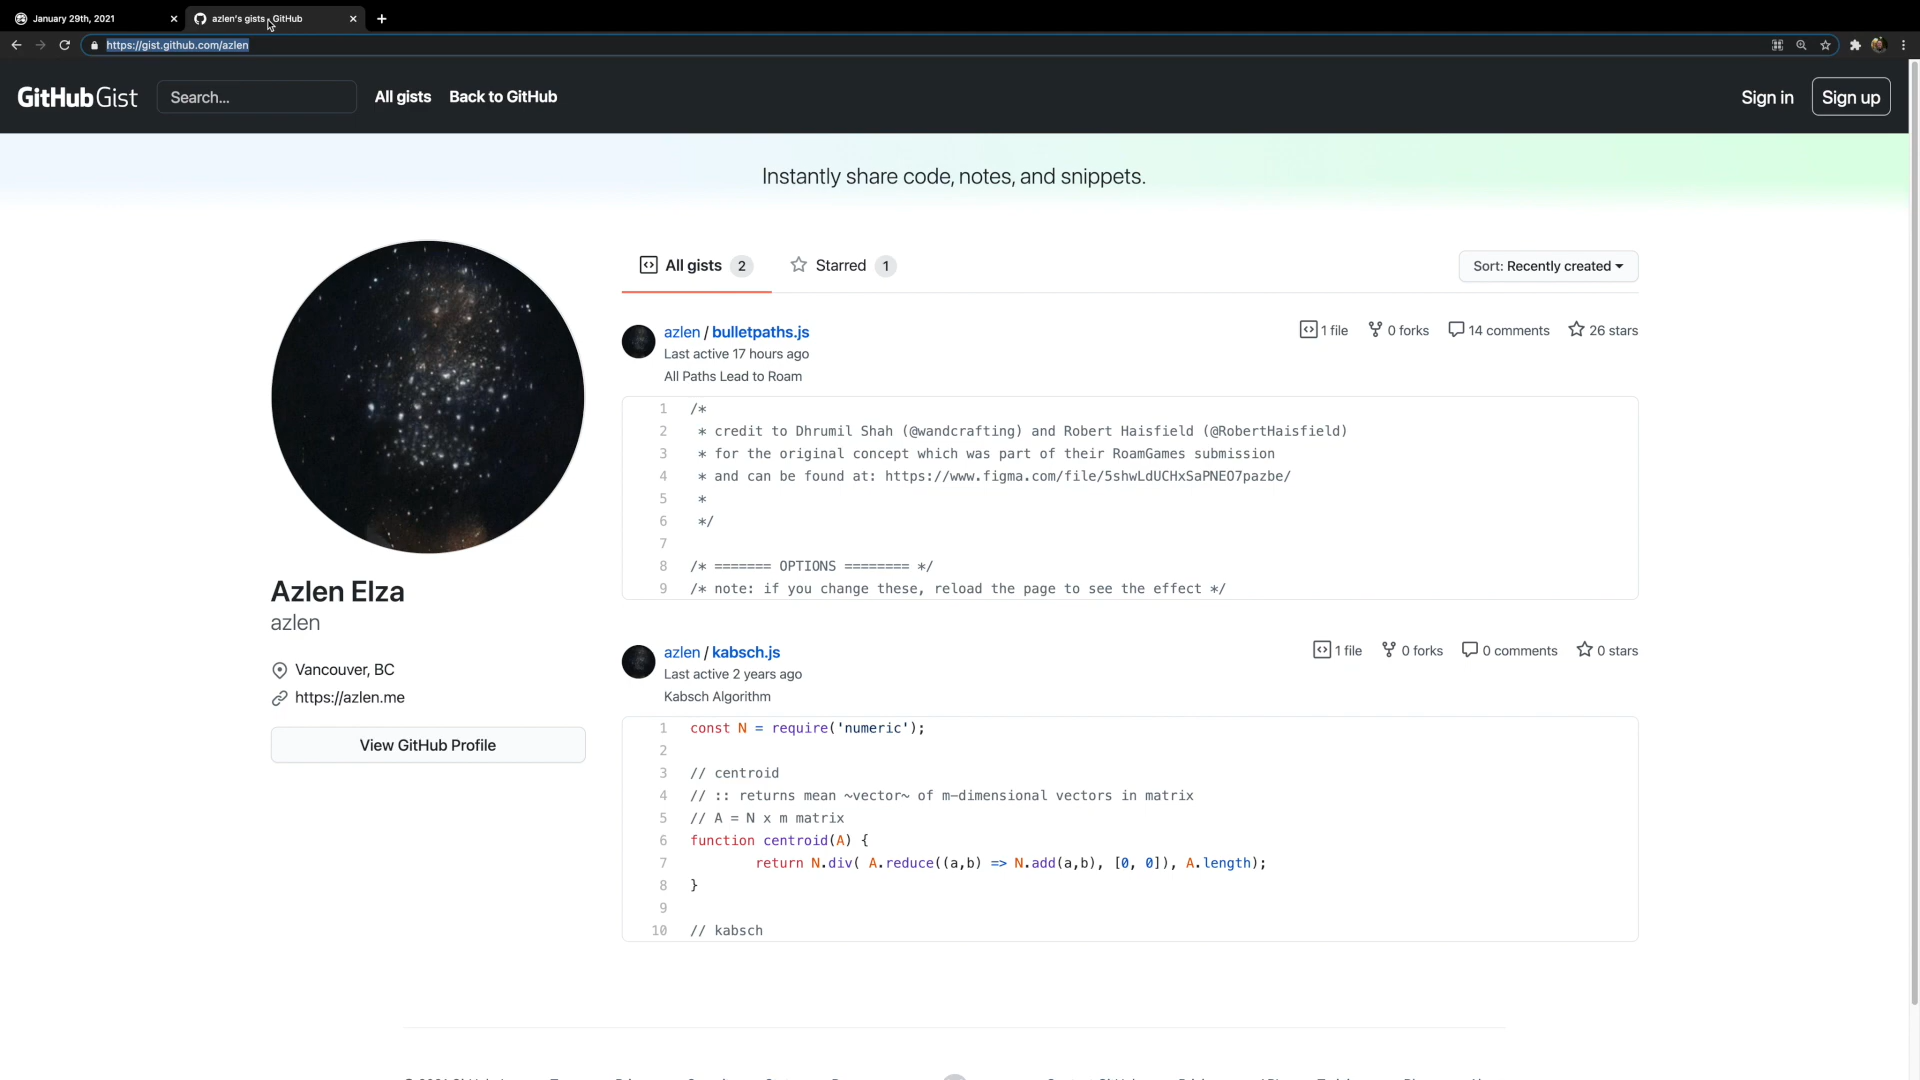 January 29th, 2021
azlen's gists · GitHub
https://gist.github.com/azlen
GitHub Gist
Search...
All gists
Back to GitHub
Sign in
Sign up
Instantly share code, notes, and snippets.
All gists 2
Starred 1
Sort: Recently created
azlen / bulletpaths.js
1 file
0 forks
14 comments
26 stars
Last active 17 hours ago
All Paths Lead to Roam
1 /*
2 * credit to Dhrumil Shah (@wandcrafting) and Robert Haisfield (@RobertHaisfield)
3 * for the original concept which was part of their RoamGames submission
4 * and can be found at: https://www.figma.com/file/5shwLdUCHxSaPNEO7pazbe/
5 *
6 */
7
8 /* ======= OPTIONS ======== */
9 /* note: if you change these, reload the page to see the effect */
Azlen Elza
azlen
Vancouver, BC
https://azlen.me
View GitHub Profile
azlen / kabsch.js
1 file
0 forks
0 comments
0 stars
Last active 2 years ago
Kabsch Algorithm
1 const N = require('numeric');
2
3 // centroid
4 // :: returns mean ~vector~ of m-dimensional vectors in matrix
5 // A = N x m matrix
6 function centroid(A) {
7 return N.div( A.reduce((a,b) => N.add(a,b), [0, 0]), A.length);
8 }
9
10 // kabsch